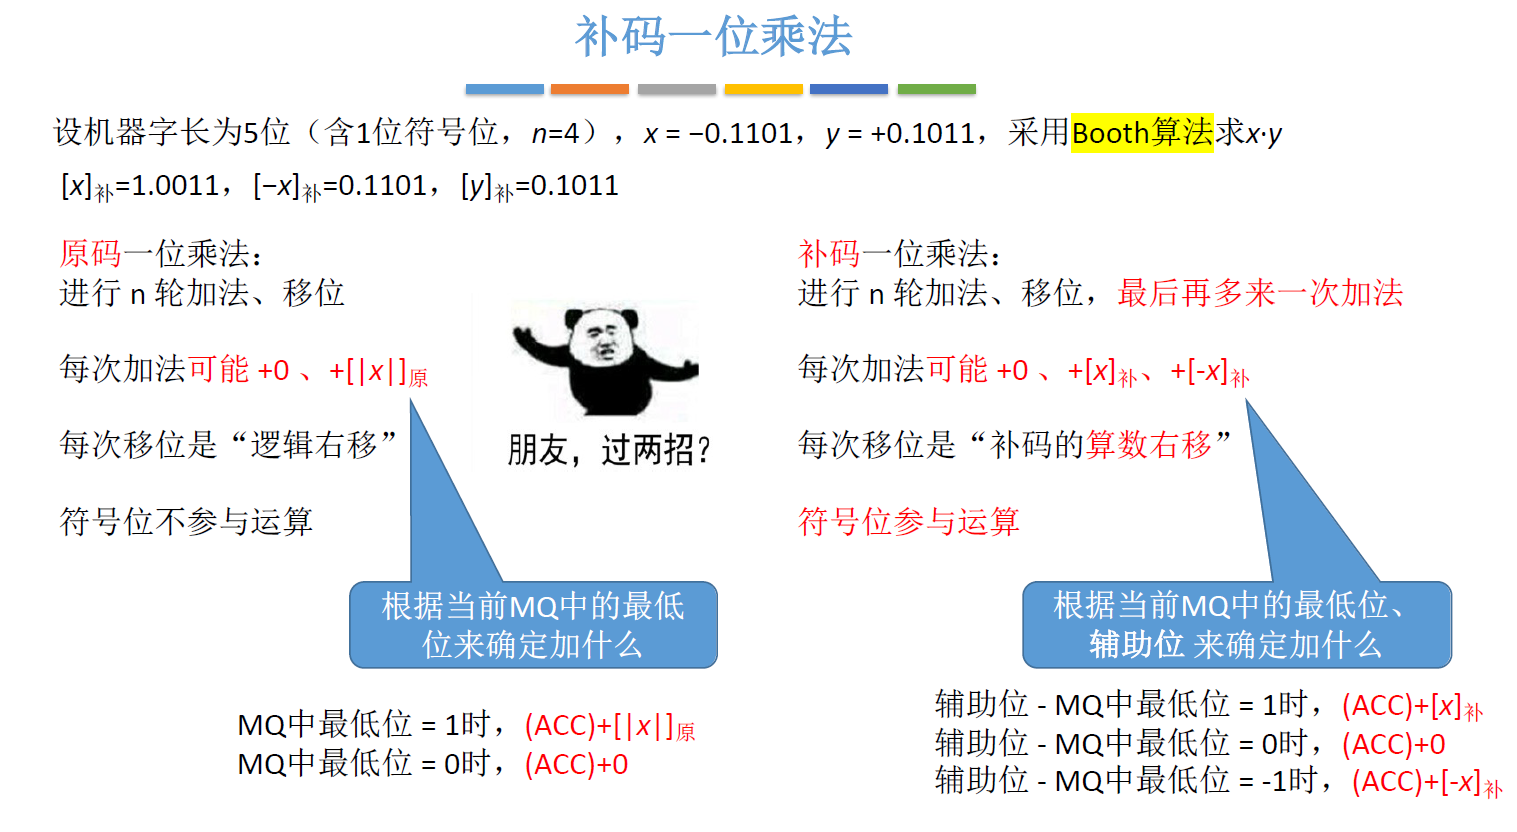 补码一位乘法
设机器字长为5位（含1位符号位，n=4），x = −0.1101，y = +0.1011，采用Booth算法求x·y
[x]补=1.0011，[−x]补=0.1101，[y]补=0.1011
原码一位乘法：
进行 n 轮加法、移位
每次加法可能 +0 、+[|x|]原
每次移位是“逻辑右移”
符号位不参与运算
根据当前MQ中的最低
位来确定加什么
MQ中最低位 = 1时，(ACC)+[|x|]原
MQ中最低位 = 0时，(ACC)+0
朋友，过两招?
补码一位乘法：
进行 n 轮加法、移位，最后再多来一次加法
每次加法可能 +0 、+[x]补、+[-x]补
每次移位是“补码的算数右移”
符号位参与运算
根据当前MQ中的最低位、
辅助位 来确定加什么
辅助位 - MQ中最低位 = 1时，(ACC)+[x]补
辅助位 - MQ中最低位 = 0时，(ACC)+0
辅助位 - MQ中最低位 = -1时，(ACC)+[-x]补